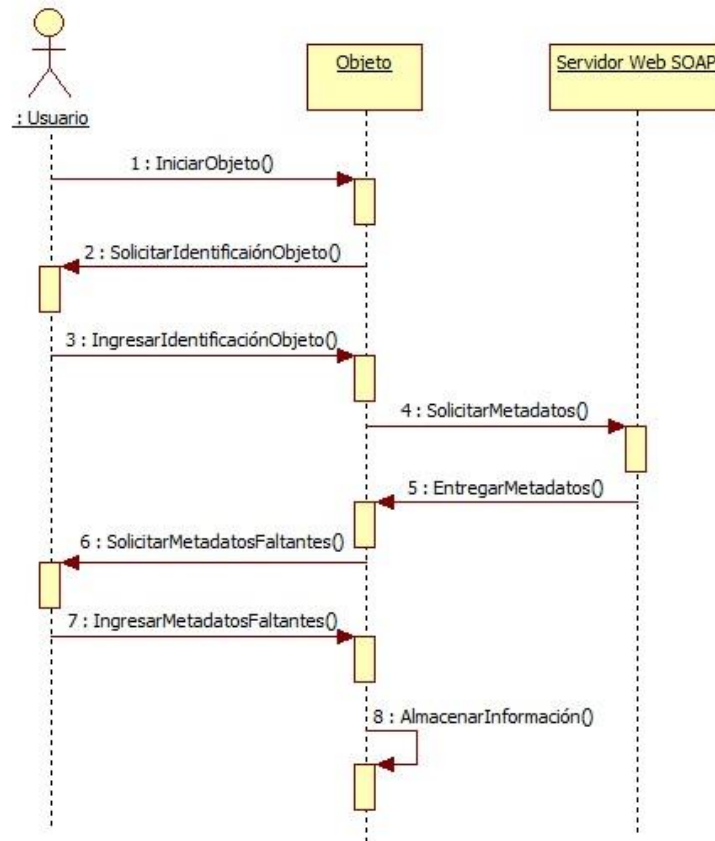 Objeto
Servidor Web SOAP
: Usuario
1 : IniciarObjeto()
2 : SolicitarIdentificaiónObjeto()
3 : IngresarIdentificaciónObjeto()
4 : SolicitarMetadatos()
5 : EntregarMetadatos()
6 : SolicitarMetadatosFaltantes()
7 : IngresarMetadatosFaltantes()
8 : AlmacenarInformación()